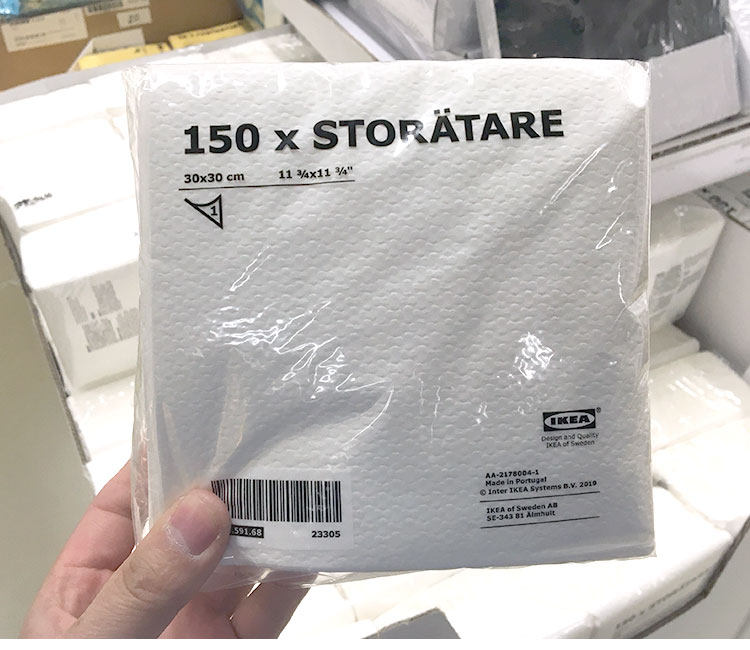 150 x STORÄTARE
30x30 cm 11 ¾x11 ¾"
1
IKEA®
Design and Quality
IKEA of Sweden
AA-2178004-1
Made in Portugal
© Inter IKEA Systems B.V. 2019
IKEA of Sweden AB
SE-343 81 Älmhult
.591.68
23305
150 x STORÄTARE